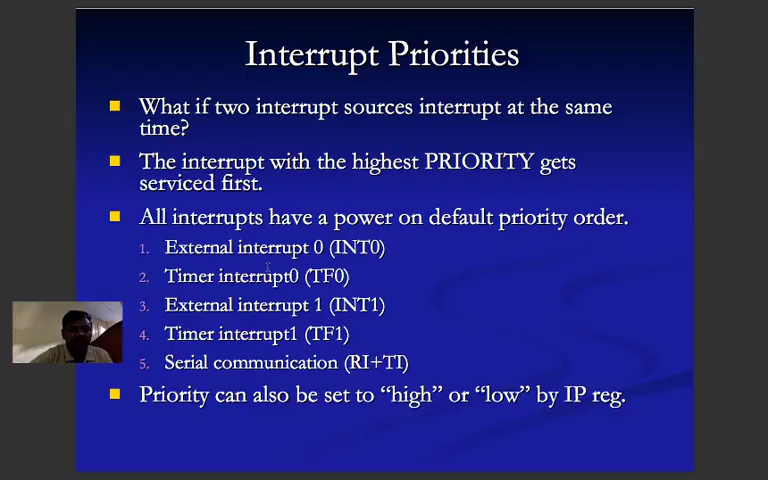 Interrupt Priorities
What if two interrupt sources interrupt at the same
time?
The interrupt with the highest PRIORITY gets
serviced first.
All interrupts have a power on default priority order.
1. External interrupt 0 (INT0)
2. Timer interrupt0 (TF0)
3. External interrupt 1 (INT1)
4. Timer interrupt1 (TF1)
5. Serial communication (RI+TI)
Priority can also be set to “high” or “low” by IP reg.